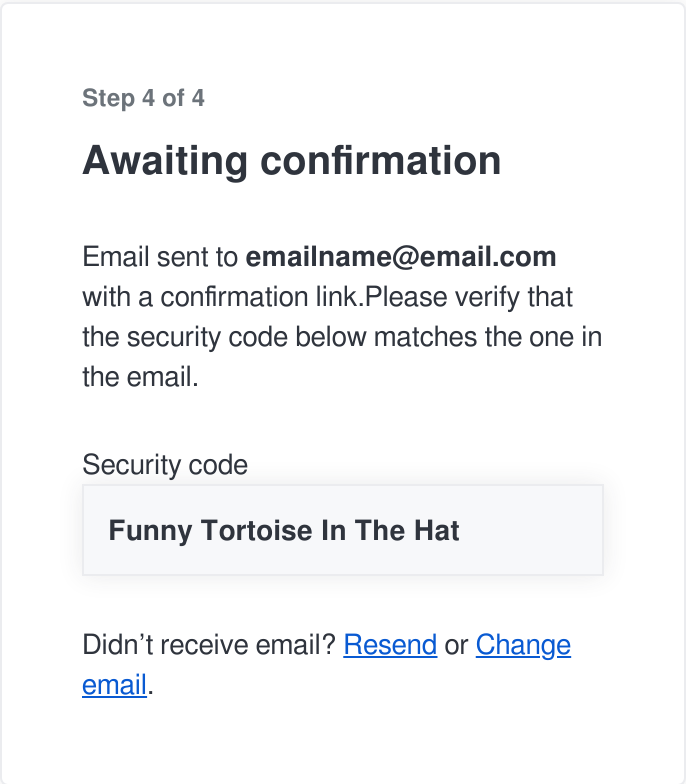 Step 4 of 4
Awaiting confirmation
Email sent to emailname@email.com
with a confirmation link.Please verify that
the security code below matches the one in
the email.
Security code
Funny Tortoise In The Hat
Didn’t receive email? Resend or Change
email.